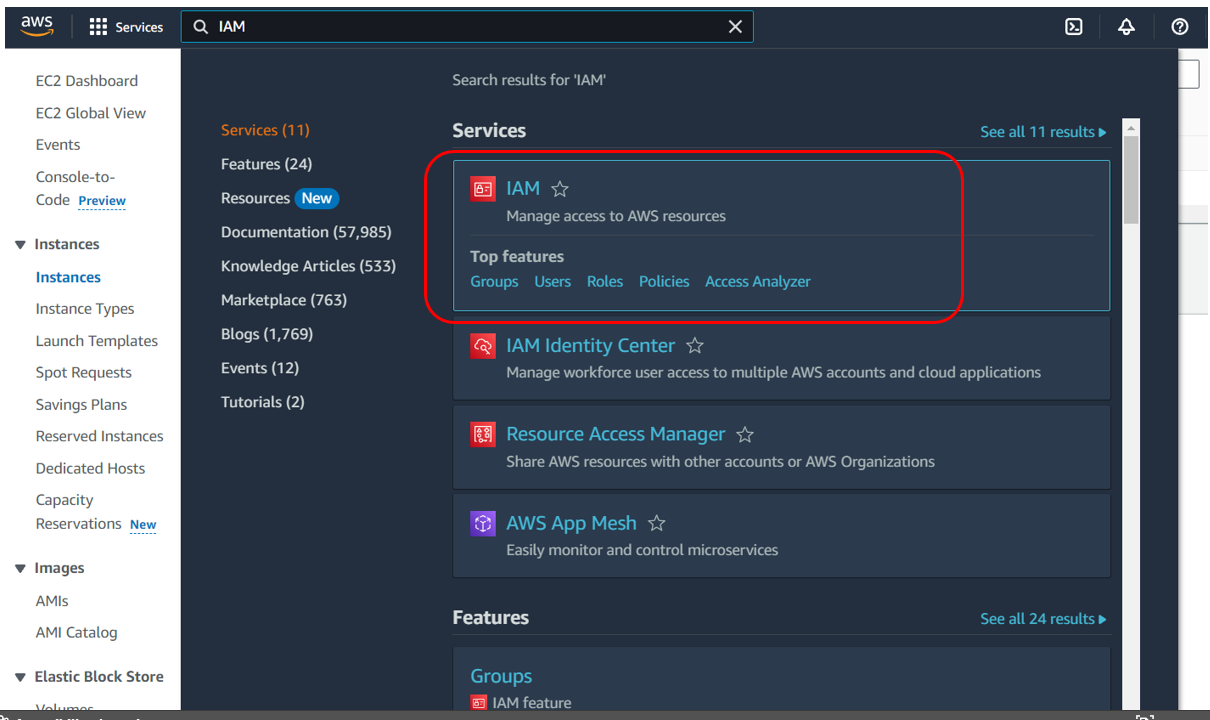 aws
Services
IAM
EC2 Dashboard
EC2 Global View
Events
Console-to-
Code Preview
Instances
Instances
Instance Types
Launch Templates
Spot Requests
Savings Plans
Reserved Instances
Dedicated Hosts
Capacity
Reservations New
Images
AMIs
AMI Catalog
Elastic Block Store
Volumes
Search results for 'IAM'
Services (11)
Features (24)
Resources New
Documentation (57,985)
Knowledge Articles (533)
Marketplace (763)
Blogs (1,769)
Events (12)
Tutorials (2)
Services
See all 11 results
IAM
Manage access to AWS resources
Top features
Groups Users Roles Policies Access Analyzer
IAM Identity Center
Manage workforce user access to multiple AWS accounts and cloud applications
Resource Access Manager
Share AWS resources with other accounts or AWS Organizations
AWS App Mesh
Easily monitor and control microservices
Features
See all 24 results
Groups
IAM feature